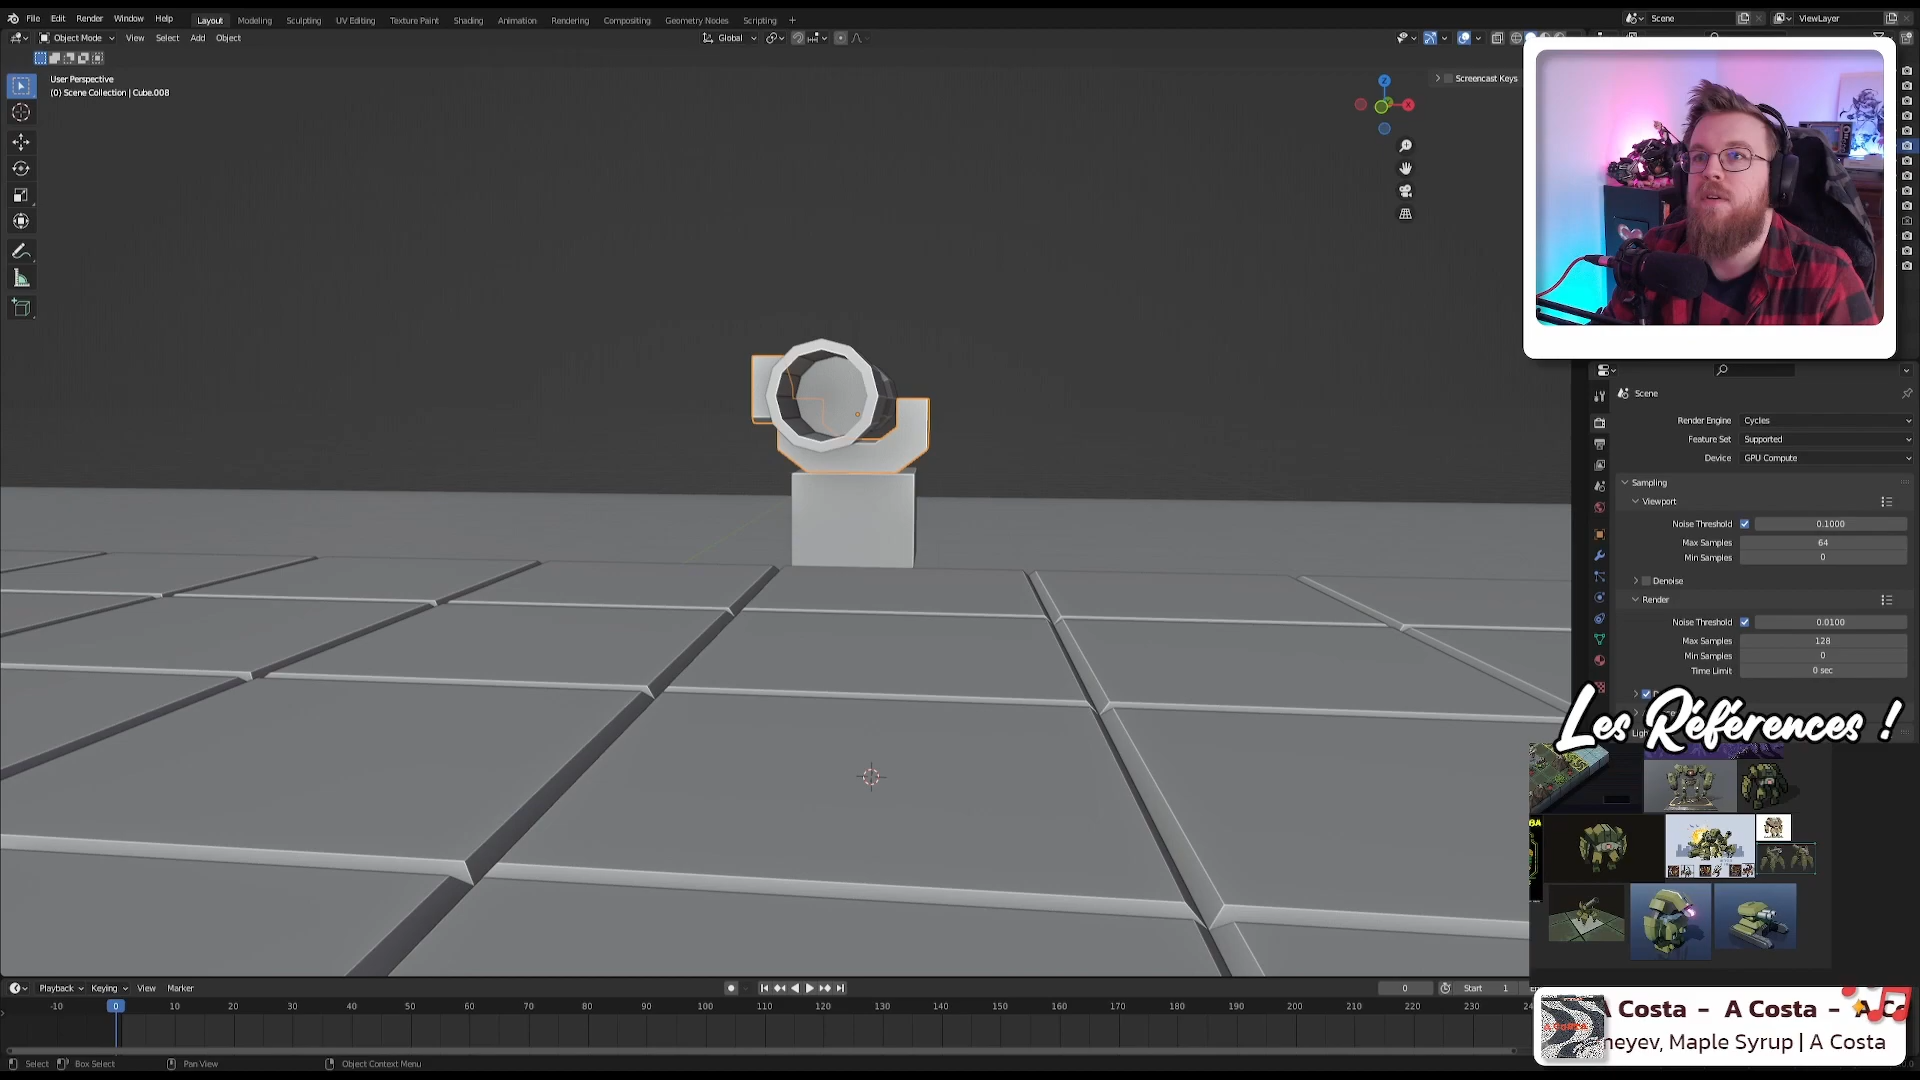 File Edit Render Window Help Layout Modeling Sculpting UV Editing Texture Paint Shading Animation Rendering Compositing Geometry Nodes Scripting + Scene ViewLayer
Object Mode View Select Add Object Global
User Perspective
(0) Scene Collection | Cube.008
Screencast Keys
Z
X
Scene
Render Engine Cycles
Feature Set Supported
Device GPU Compute
Sampling
Viewport
Noise Threshold 0.1000
Max Samples 64
Min Samples 0
Denoise
Render
Noise Threshold 0.0100
Max Samples 128
Min Samples 0
Time Limit 0 sec
Les Références !
Playback Keying View Marker 0 Start 1
-10 0 10 20 30 40 50 60 70 80 90 100 110 120 130 140 150 160 170 180 190 200 210 220 230
A Costa - A Costa -
neyev, Maple Syrup | A Costa
Select Box Select Pan View Object Context Menu